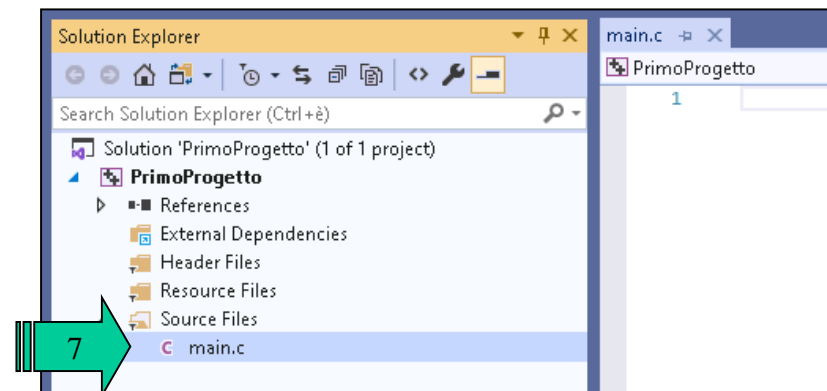 Solution Explorer
Search Solution Explorer (Ctrl+è)
Solution 'PrimoProgetto' (1 of 1 project)
PrimoProgetto
References
External Dependencies
Header Files
Resource Files
Source Files
7
C main.c
main.c
PrimoProgetto
1